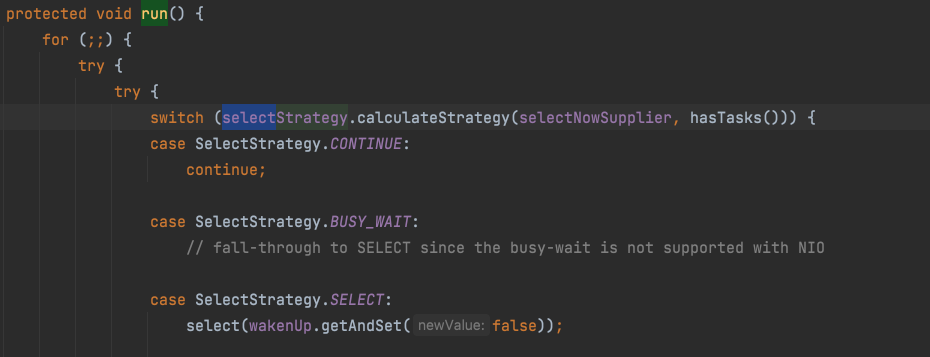 protected void run() {
for (;;) {
try {
try {
switch (selectStrategy.calculateStrategy(selectNowSupplier, hasTasks())) {
case SelectStrategy.CONTINUE:
continue;
case SelectStrategy.BUSY_WAIT:
// fall-through to SELECT since the busy-wait is not supported with NIO
case SelectStrategy.SELECT:
select(wakenUp.getAndSet( newValue: false));